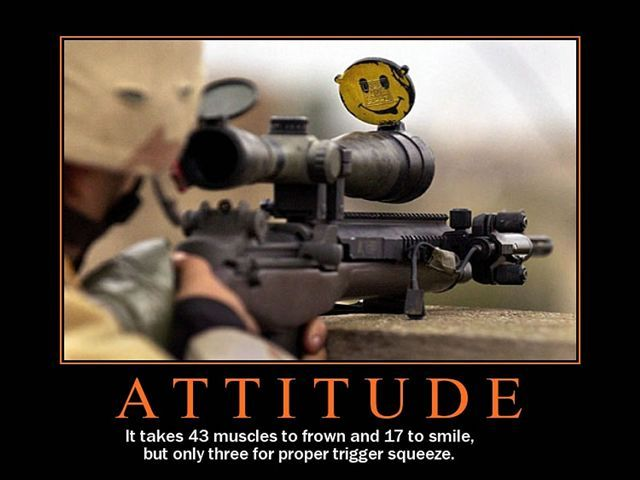 ATTITUDE
It takes 43 muscles to frown and 17 to smile,
but only three for proper trigger squeeze.